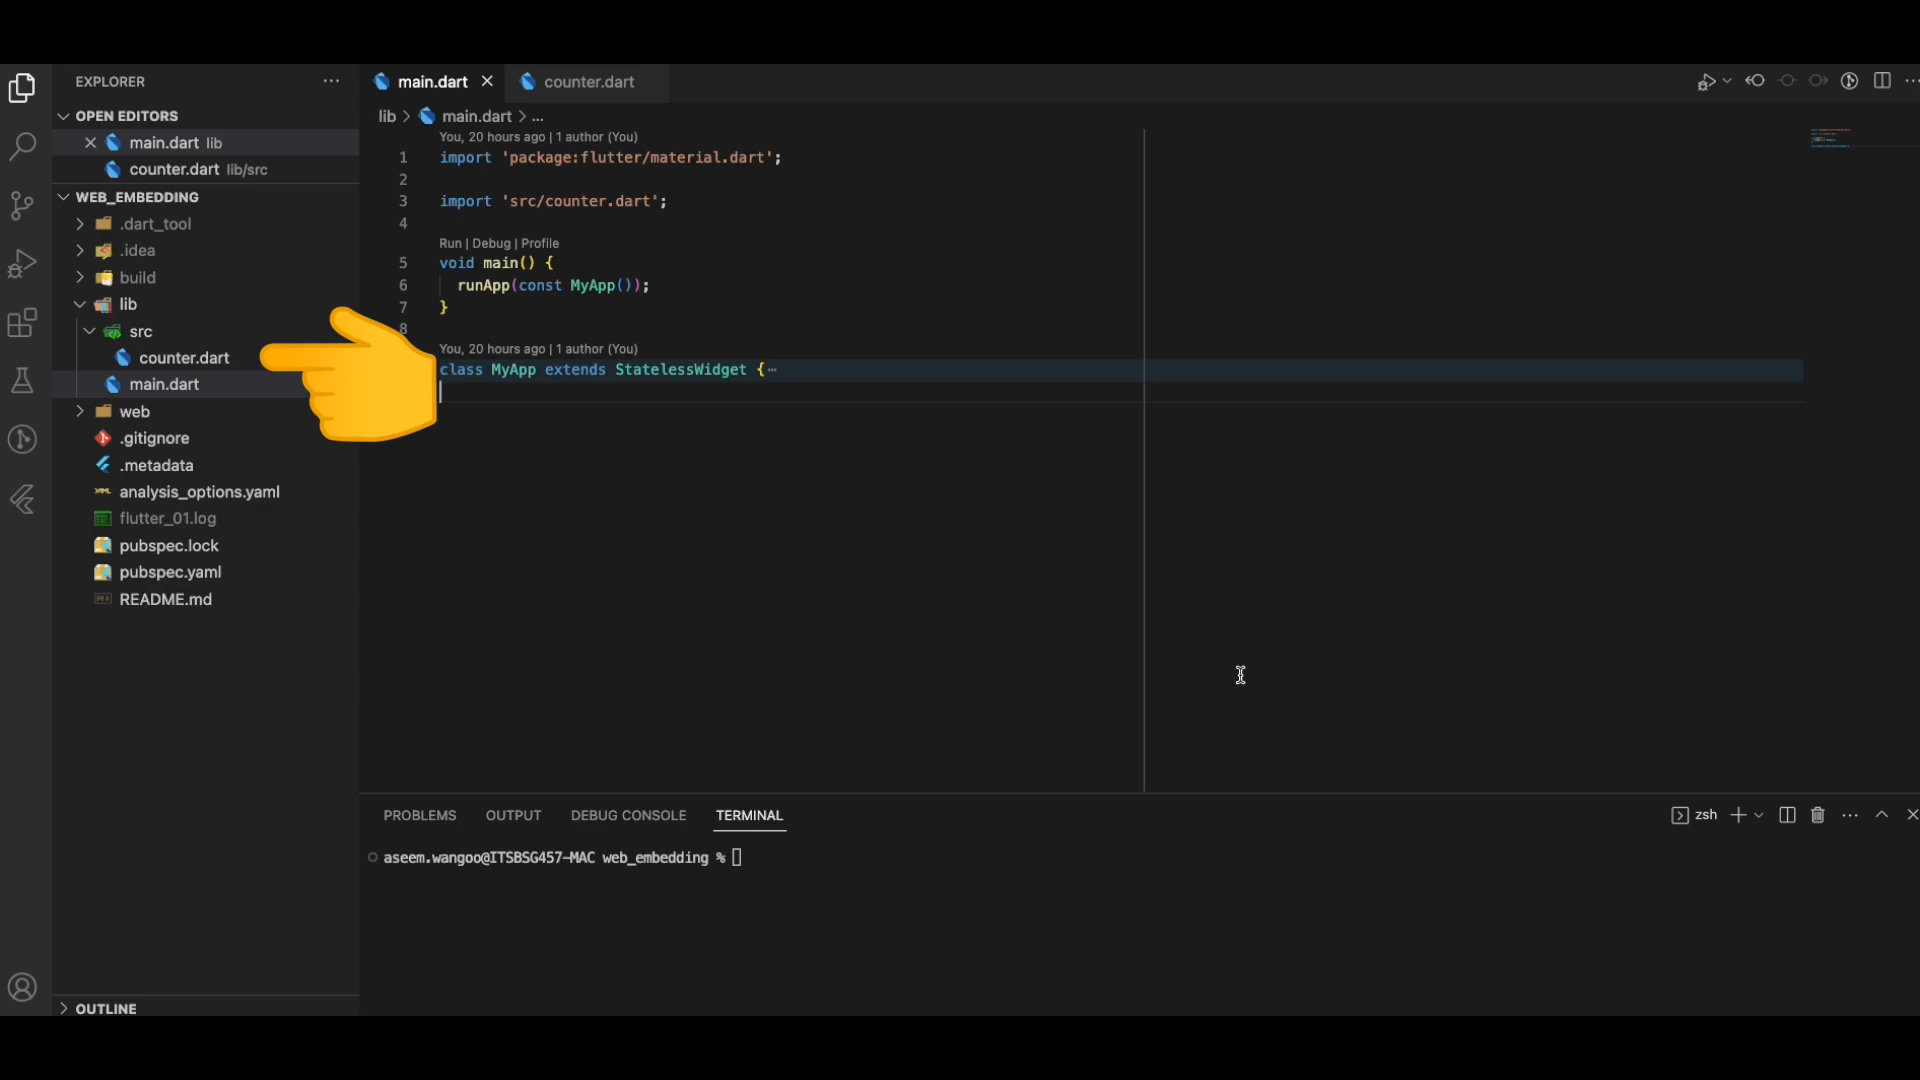 EXPLORER
OPEN EDITORS
main.dart lib
counter.dart lib/src
WEB_EMBEDDING
.dart_tool
.idea
build
lib
src
counter.dart
main.dart
web
.gitignore
.metadata
analysis_options.yaml
flutter_01.log
pubspec.lock
pubspec.yaml
README.md
OUTLINE
main.dart
counter.dart
lib > main.dart > ...
You, 20 hours ago | 1 author (You)
1 import 'package:flutter/material.dart';
2
3 import 'src/counter.dart';
4
Run | Debug | Profile
5 void main() {
6 runApp(const MyApp());
7 }
8
You, 20 hours ago | 1 author (You)
class MyApp extends StatelessWidget {⋯
PROBLEMS OUTPUT DEBUG CONSOLE TERMINAL
zsh
aseem.wangoo@ITSBSG457-MAC web_embedding %